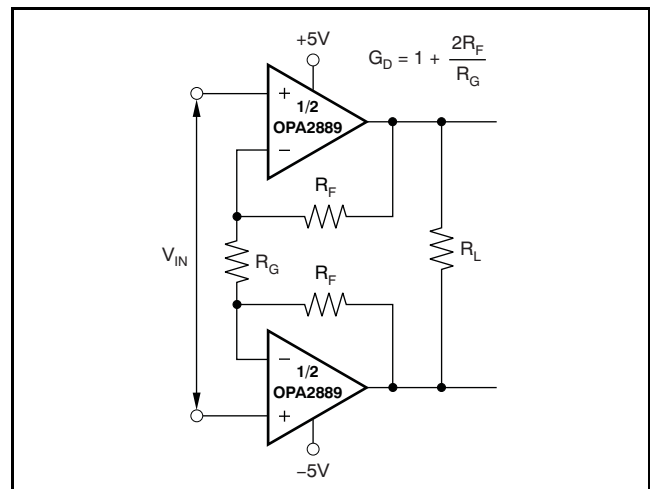 +5V
G_D = 1 + 2R_F / R_G
+
1/2
OPA2889
−
R_F
V_IN
R_G
R_L
R_F
−
1/2
OPA2889
+
−5V